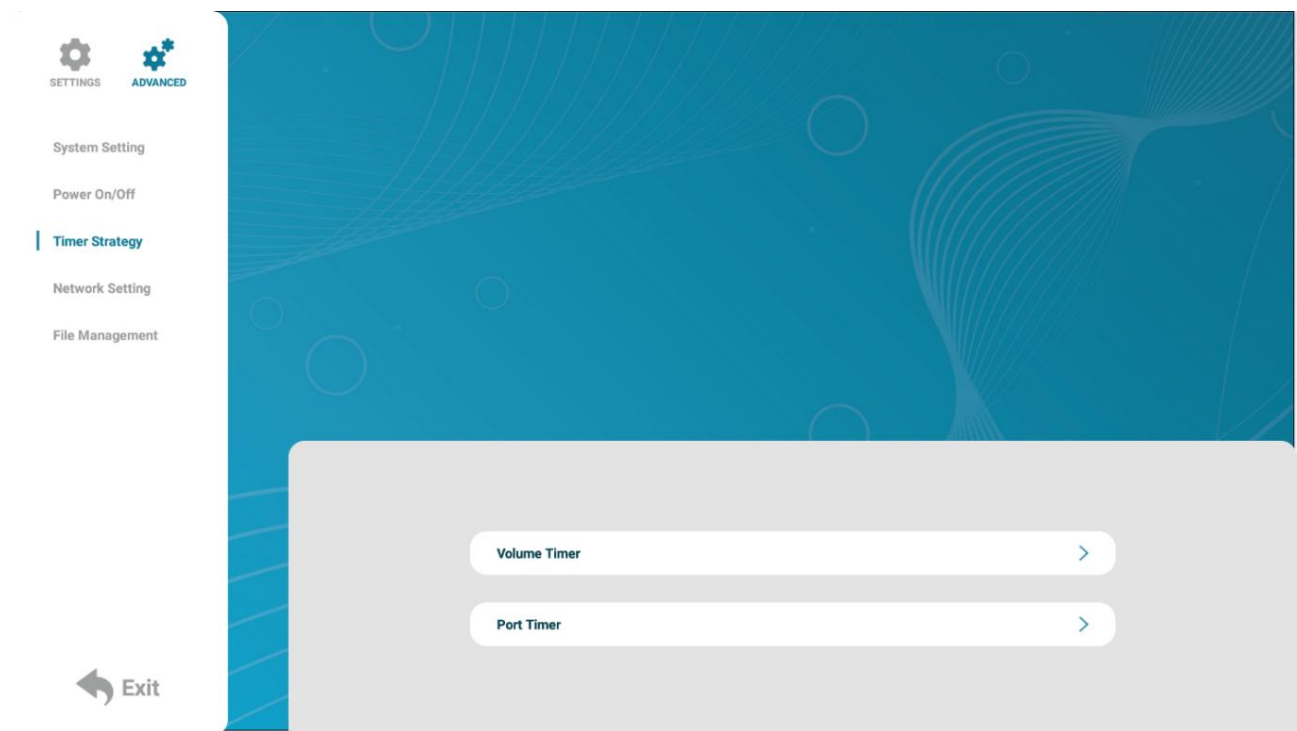 SETTINGS ADVANCED
System Setting
Power On/Off
Timer Strategy
Network Setting
File Management
Volume Timer
Port Timer
Exit